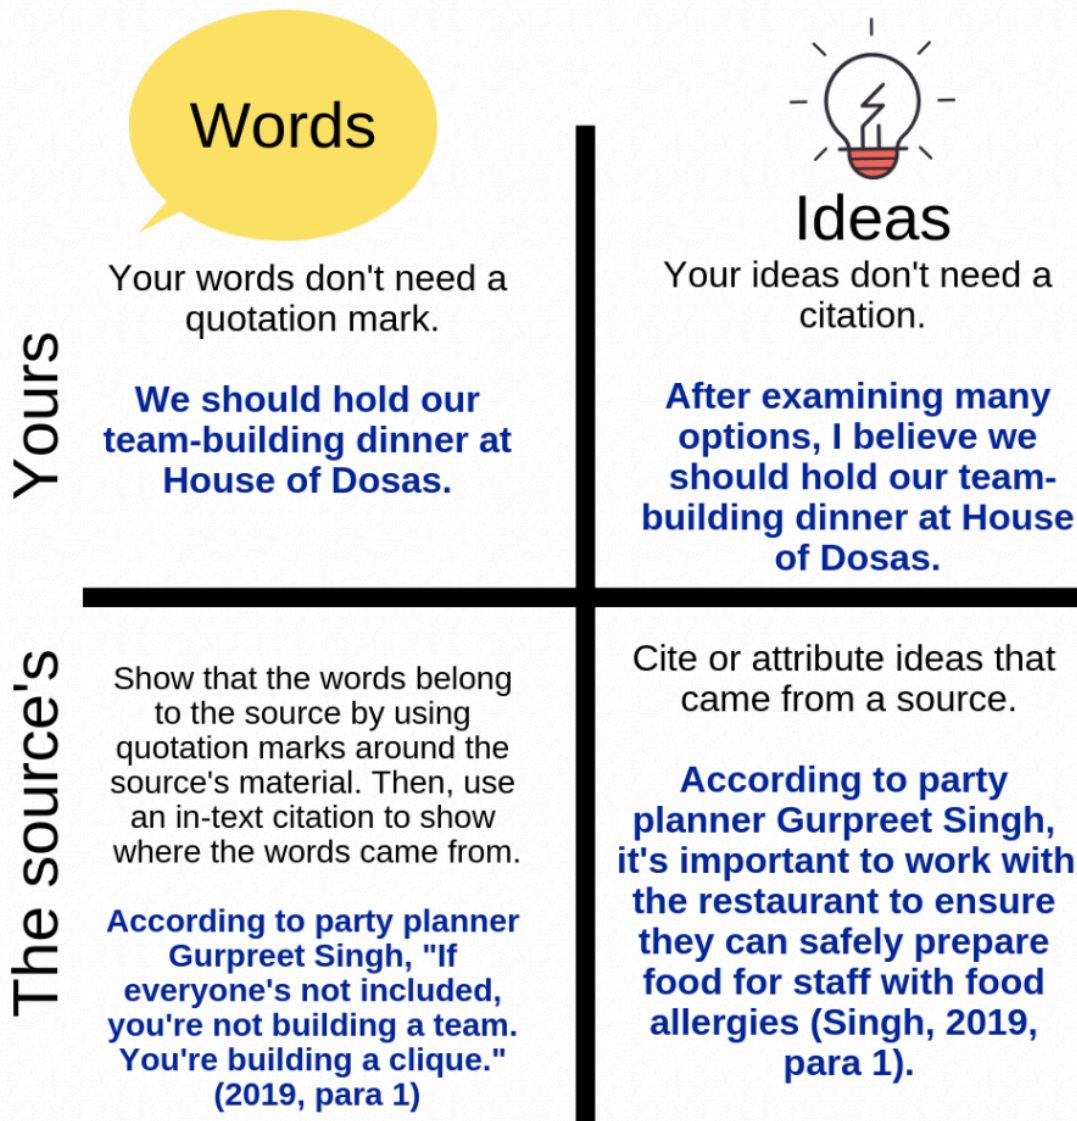 Words
Ideas
Yours
Your words don't need a
quotation mark.
We should hold our
team-building dinner at
House of Dosas.
Your ideas don't need a
citation.
After examining many
options, I believe we
should hold our team-
building dinner at House
of Dosas.
The source's
Show that the words belong
to the source by using
quotation marks around the
source's material. Then, use
an in-text citation to show
where the words came from.
According to party planner
Gurpreet Singh, "If
everyone's not included,
you're not building a team.
You're building a clique."
(2019, para 1)
Cite or attribute ideas that
came from a source.
According to party
planner Gurpreet Singh,
it's important to work with
the restaurant to ensure
they can safely prepare
food for staff with food
allergies (Singh, 2019,
para 1).